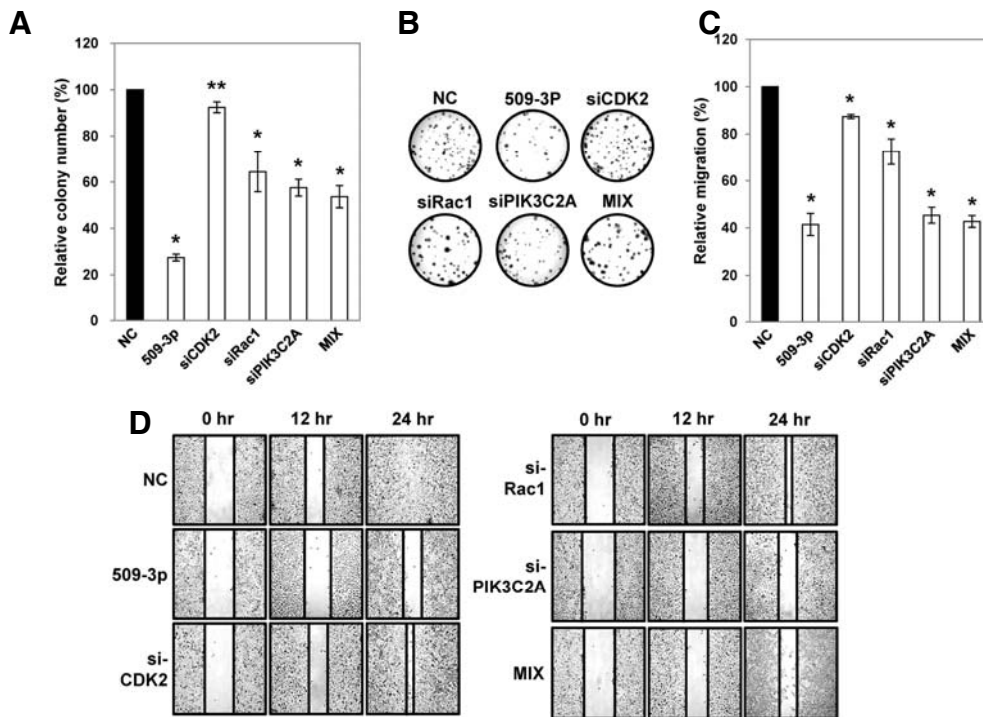 A
Relative colony number (%)
120
100
80
60
40
20
0
*
**
*
*
*
NC
509-3p
siCDK2
siRac1
siPIK3C2A
MIX
B
NC 509-3P siCDK2
siRac1 siPIK3C2A MIX
C
Relative migration (%)
120
100
80
60
40
20
0
*
*
*
*
*
NC
509-3p
siCDK2
siRac1
siPIK3C2A
MIX
D
0 hr 12 hr 24 hr
NC
509-3p
si-
CDK2
0 hr 12 hr 24 hr
si-
Rac1
si-
PIK3C2A
MIX